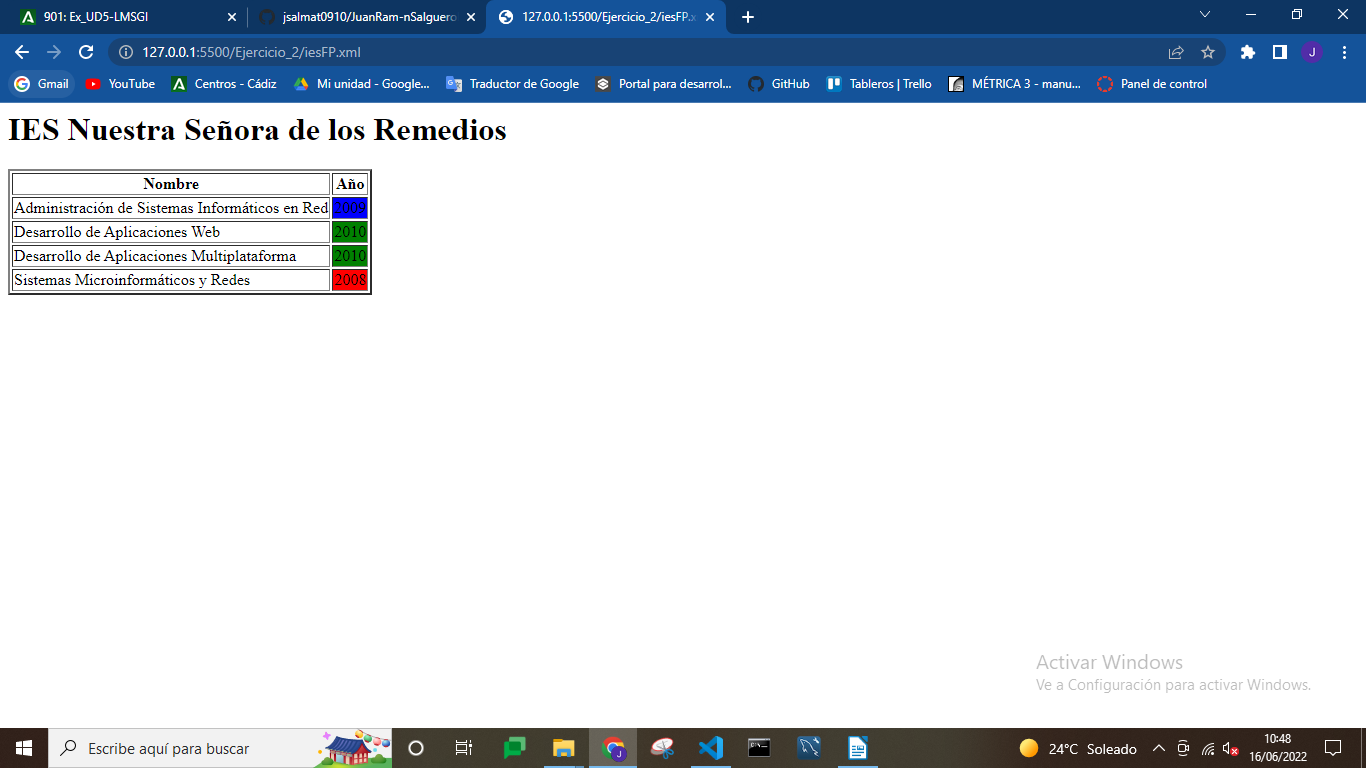 901: Ex_UD5-LMSGI
jsalmat0910/JuanRam-nSalguero
127.0.0.1:5500/Ejercicio_2/iesFP.x
127.0.0.1:5500/Ejercicio_2/iesFP.xml
J
Gmail
YouTube
Centros - Cádiz
Mi unidad - Google...
Traductor de Google
Portal para desarrol...
GitHub
Tableros | Trello
MÉTRICA 3 - manu...
Panel de control
IES Nuestra Señora de los Remedios
Nombre Año
Administración de Sistemas Informáticos en Red 2009
Desarrollo de Aplicaciones Web 2010
Desarrollo de Aplicaciones Multiplataforma 2010
Sistemas Microinformáticos y Redes 2008
Activar Windows
Ve a Configuración para activar Windows.
Escribe aquí para buscar
J
24°C Soleado
10:48
16/06/2022